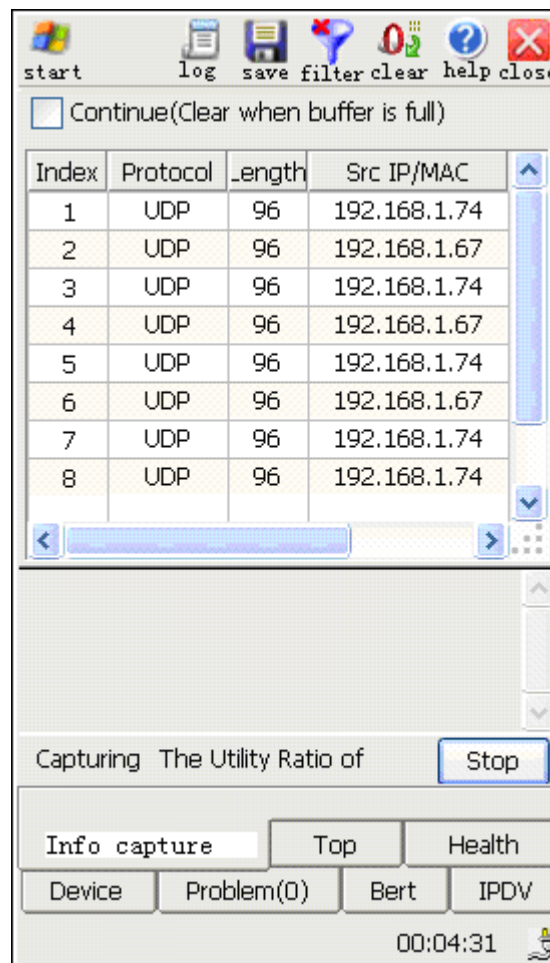 start log save filter clear help close
Continue(Clear when buffer is full)
Index Protocol Length Src IP/MAC
1 UDP 96 192.168.1.74
2 UDP 96 192.168.1.67
3 UDP 96 192.168.1.74
4 UDP 96 192.168.1.67
5 UDP 96 192.168.1.74
6 UDP 96 192.168.1.67
7 UDP 96 192.168.1.74
8 UDP 96 192.168.1.74
Capturing The Utility Ratio of Stop
Info capture Top Health
Device Problem(0) Bert IPDV
00:04:31